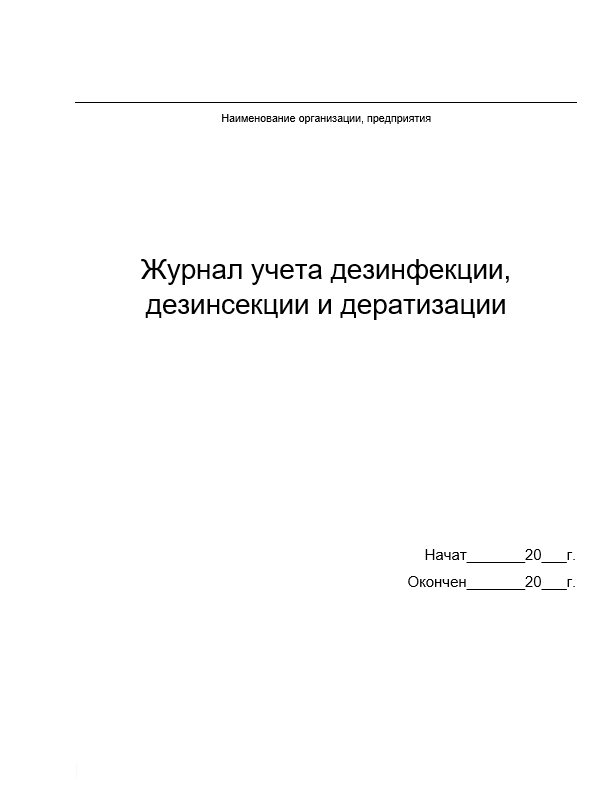 Наименование организации, предприятия
Журнал учета дезинфекции,
дезинсекции и дератизации
Начат_______20___г.
Окончен_______20___г.